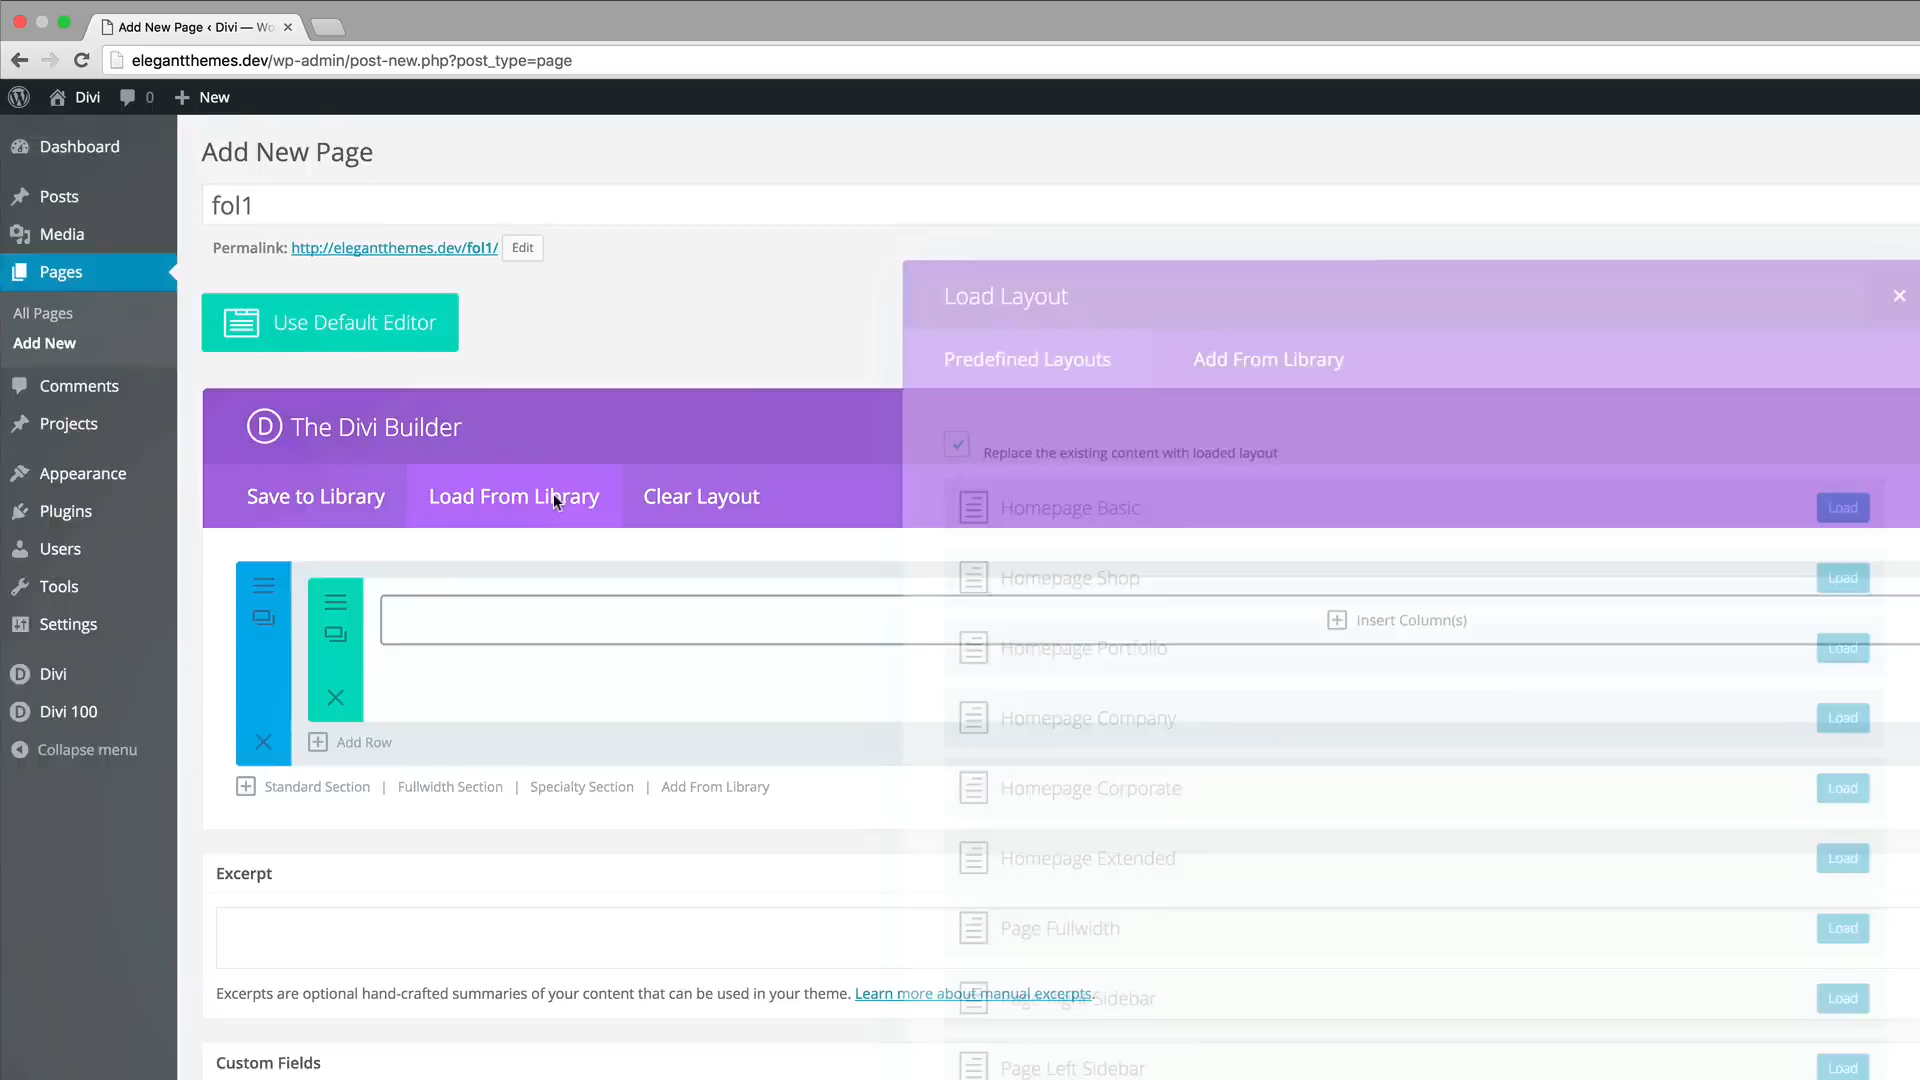 Add New Page ‹ Divi — Wo
elegantthemes.dev/wp-admin/post-new.php?post_type=page
Divi 0 New
Dashboard
Posts
Media
Pages
All Pages
Add New
Comments
Projects
Appearance
Plugins
Users
Tools
Settings
Divi
Divi 100
Collapse menu
Add New Page
fol1
Permalink: http://elegantthemes.dev/fol1/ Edit
Use Default Editor
The Divi Builder
Save to Library Load From Library Clear Layout
Insert Column(s)
Add Row
Standard Section | Fullwidth Section | Specialty Section | Add From Library
Excerpt
Excerpts are optional hand-crafted summaries of your content that can be used in your theme. Learn more about manual excerpts.
Custom Fields
Load Layout
Predefined Layouts Add From Library
Replace the existing content with loaded layout
Homepage Basic Load
Homepage Shop Load
Homepage Portfolio Load
Homepage Company Load
Homepage Corporate Load
Homepage Extended Load
Page Fullwidth Load
Page Right Sidebar Load
Page Left Sidebar Load